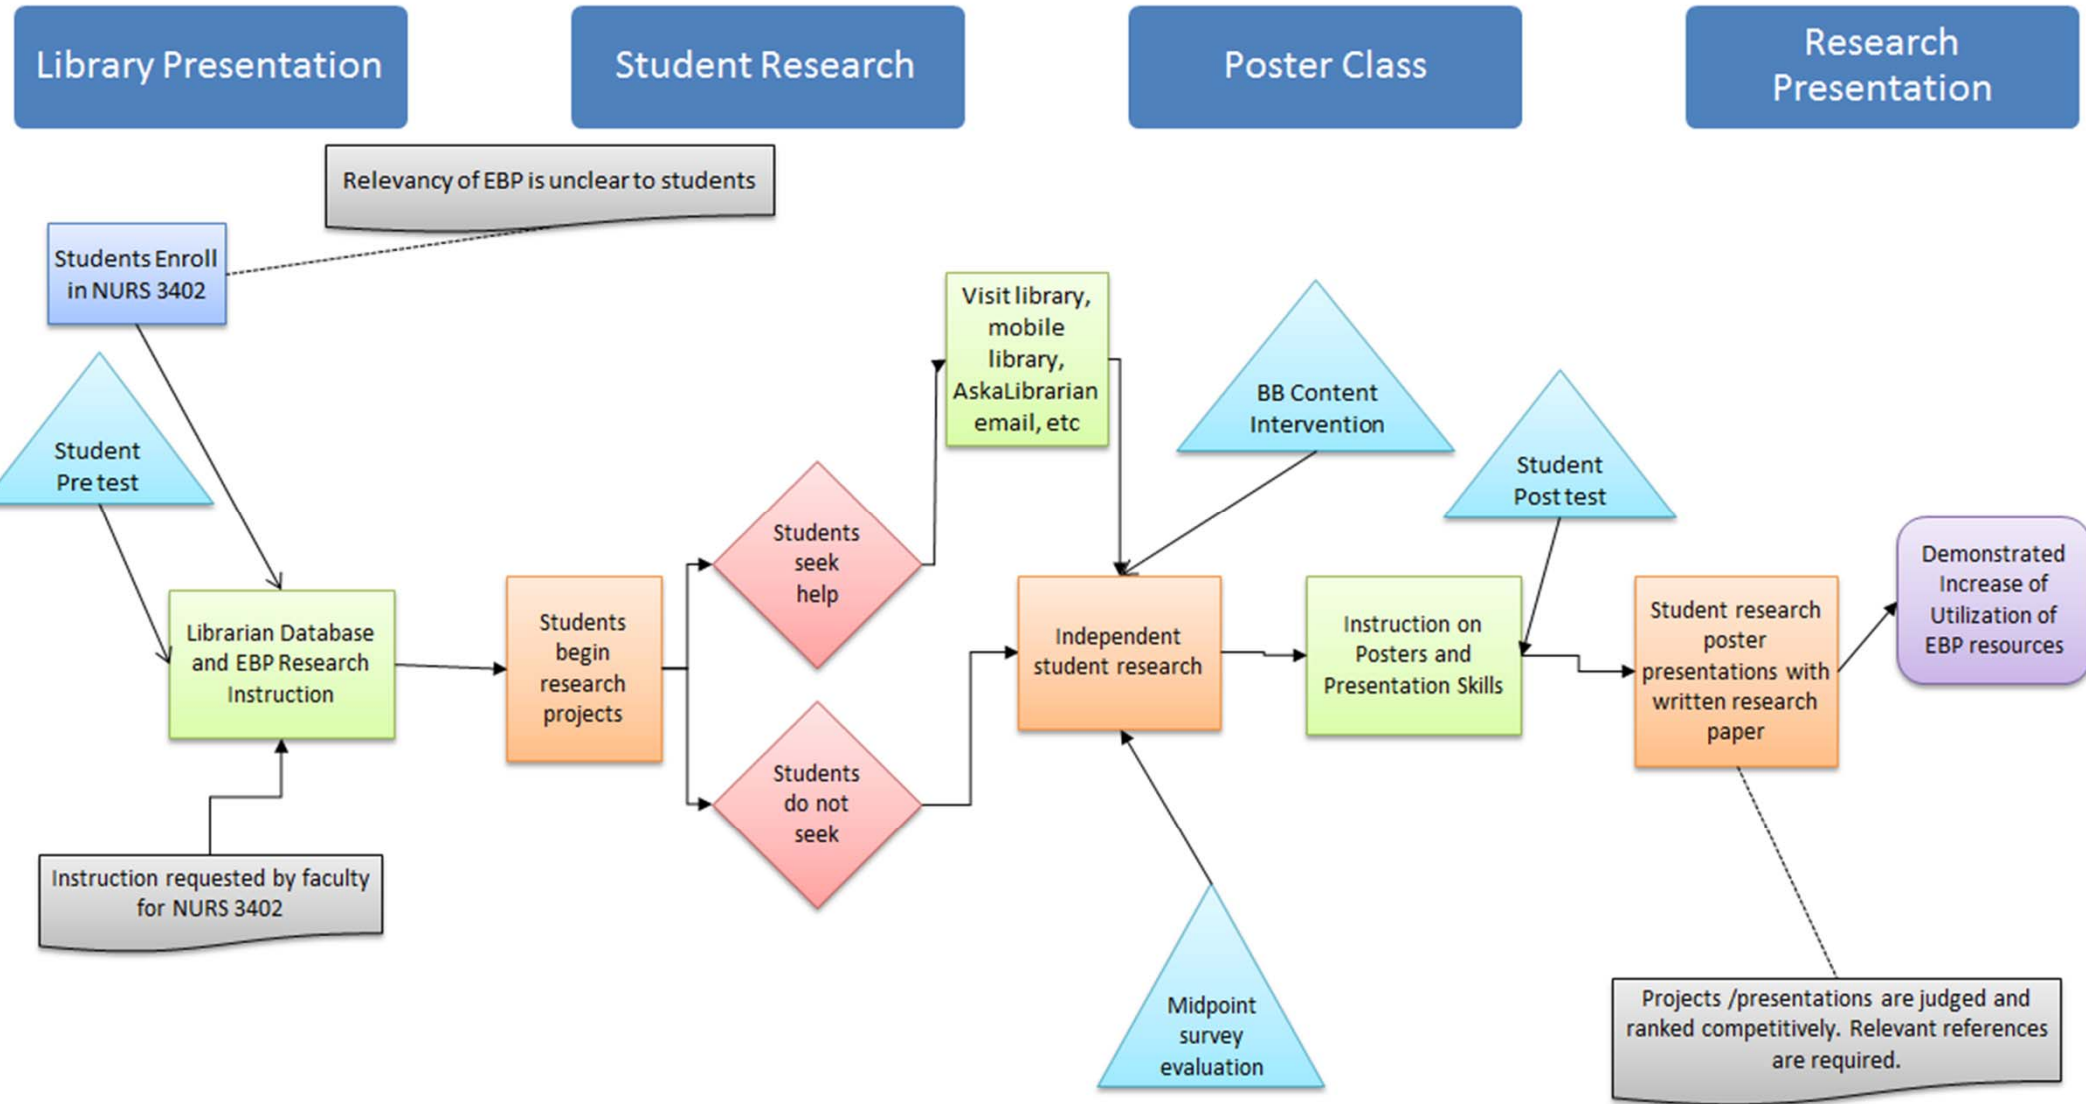 Library Presentation
Student Research
Poster Class
Research
Presentation
Relevancy of EBP is unclear to students
Students Enroll
in NURS 3402
Student
Pre test
Librarian Database
and EBP Research
Instruction
Instruction requested by faculty
for NURS 3402
Students
begin
research
projects
Students
seek
help
Students
do not
seek
Visit library,
mobile
library,
AskaLibrarian
email, etc
Independent
student research
BB Content
Intervention
Midpoint
survey
evaluation
Instruction on
Posters and
Presentation Skills
Student
Post test
Student research
poster
presentations with
written research
paper
Demonstrated
Increase of
Utilization of
EBP resources
Projects /presentations are judged and
ranked competitively. Relevant references
are required.